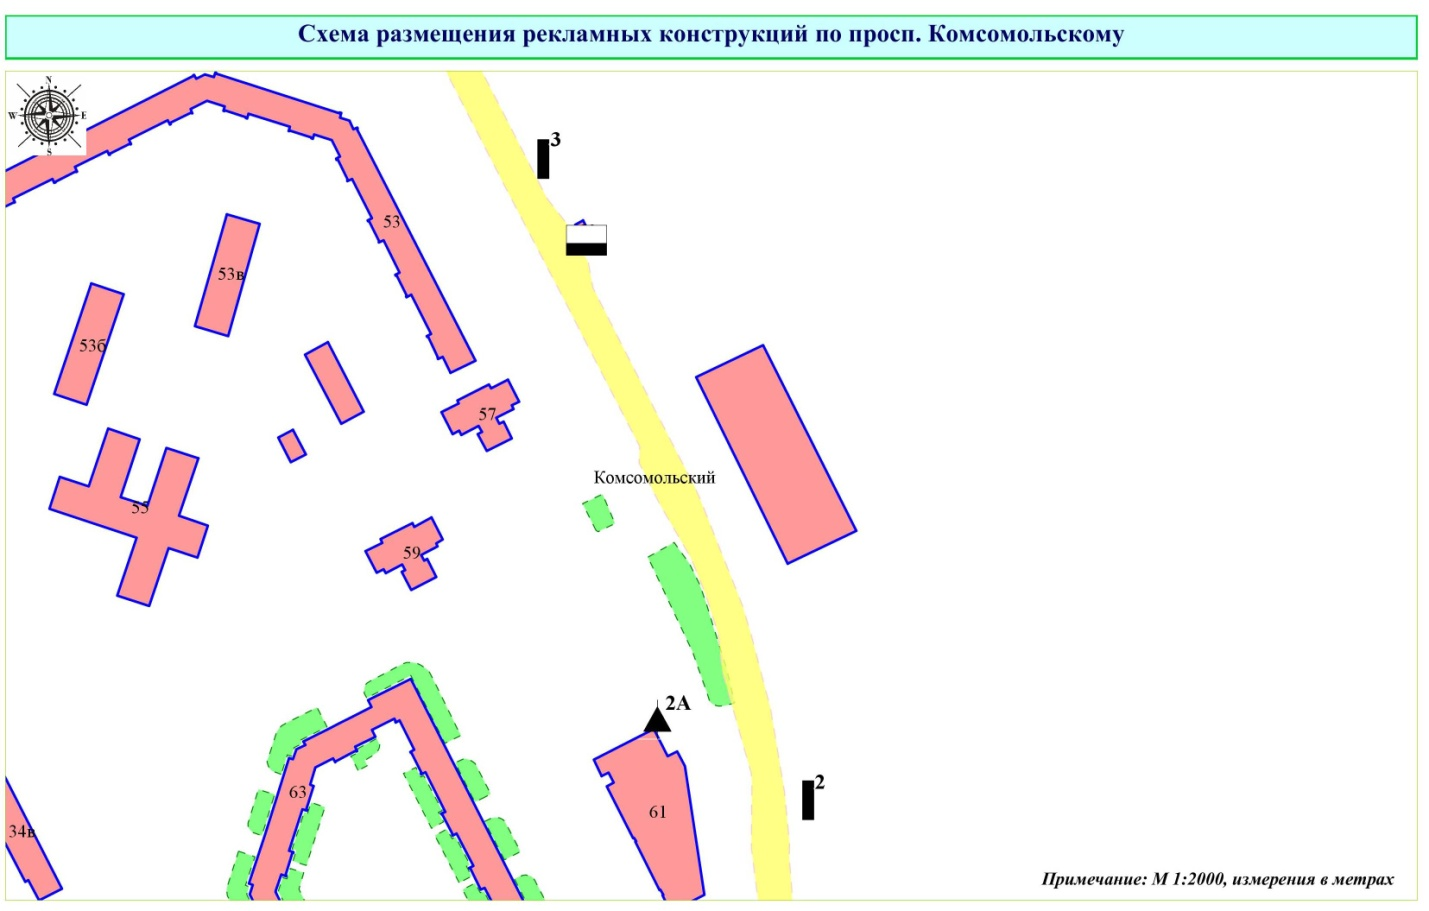 Схема размещения рекламных конструкций по просп. Комсомольскому
N
W E
S
3
53
53в
53б
57
Комсомольский
55
59
2А
2
63
61
34в
Примечание: М 1:2000, измерения в метрах